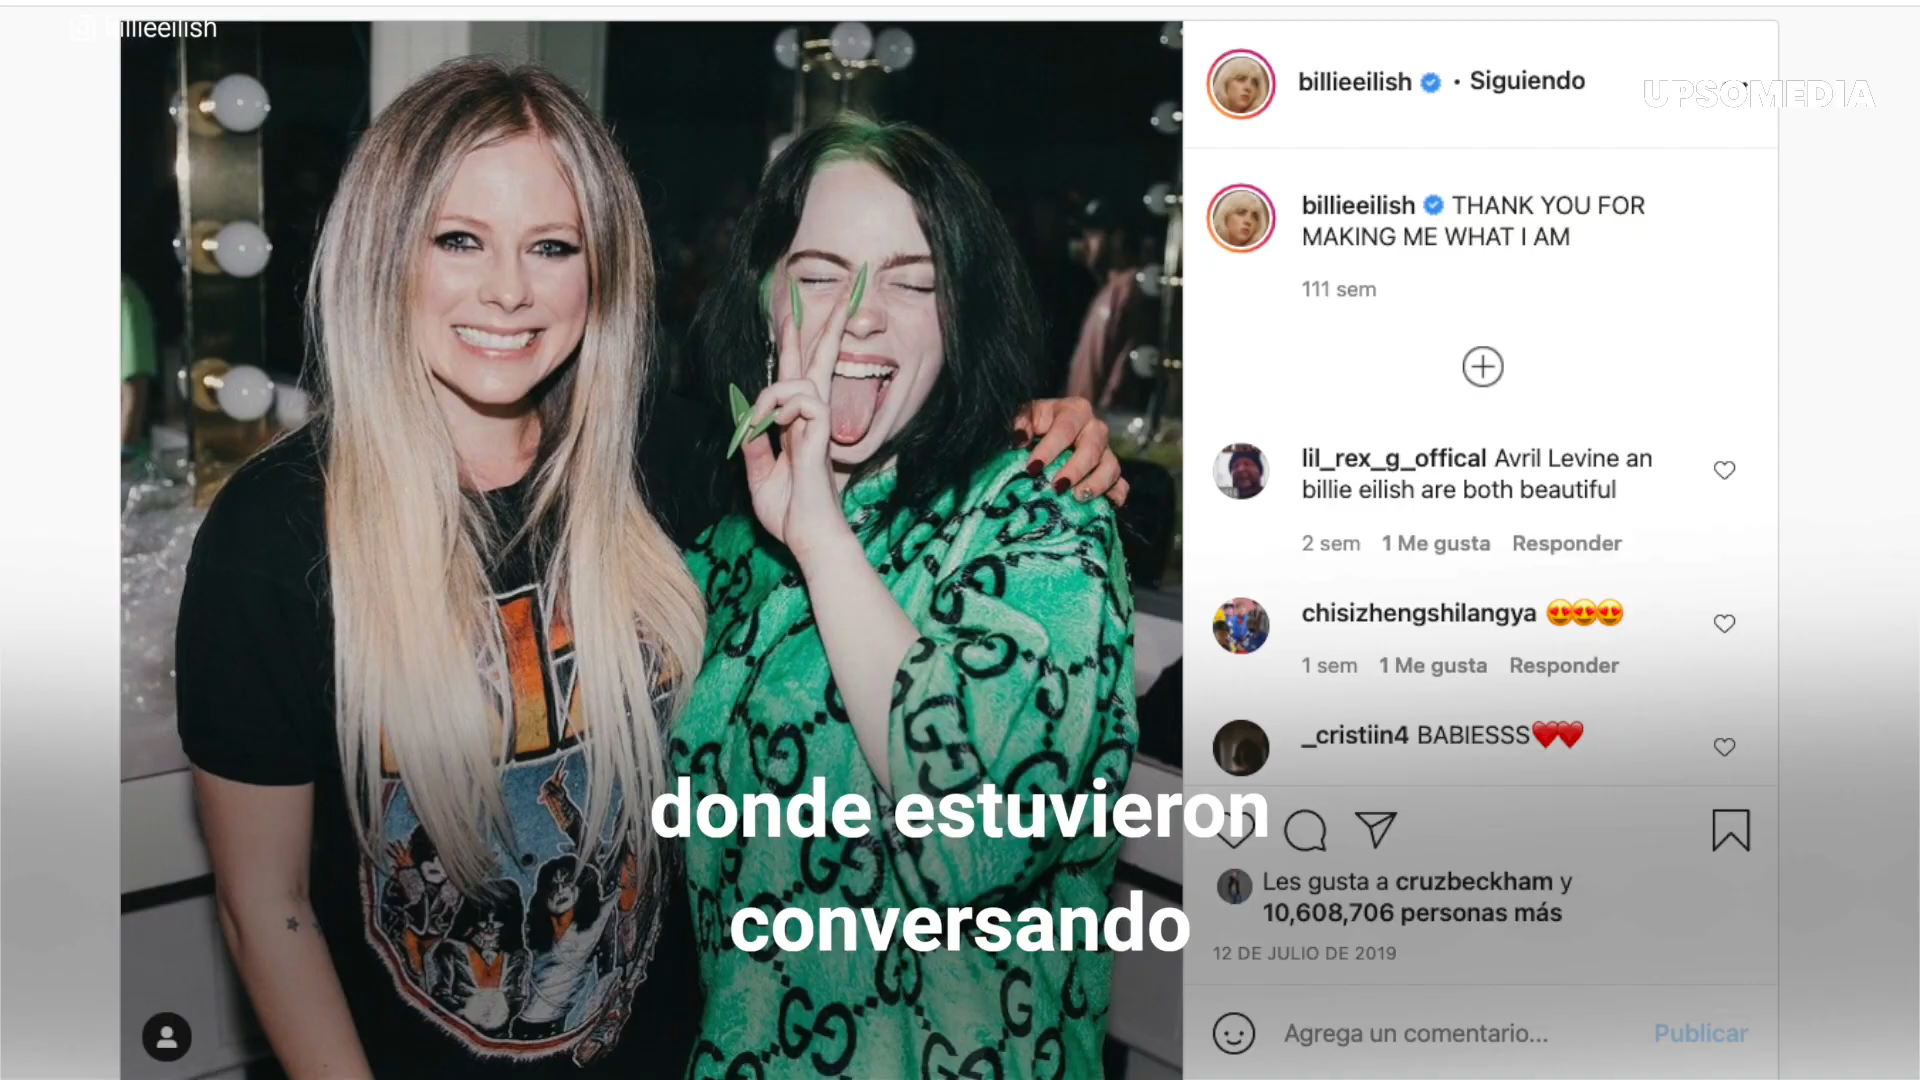 billieeilish
billieeilish • Siguiendo
UPSOMEDIA
billieeilish THANK YOU FOR
MAKING ME WHAT I AM
111 sem
lil_rex_g_offical Avril Levine an
billie eilish are both beautiful
2 sem 1 Me gusta Responder
chisizhengshilangya 😍😍😍
1 sem 1 Me gusta Responder
_cristiin4 BABIESSS❤️❤️
donde estuvieron
conversando
Les gusta a cruzbeckham y
10,608,706 personas más
12 DE JULIO DE 2019
Agrega un comentario... Publicar